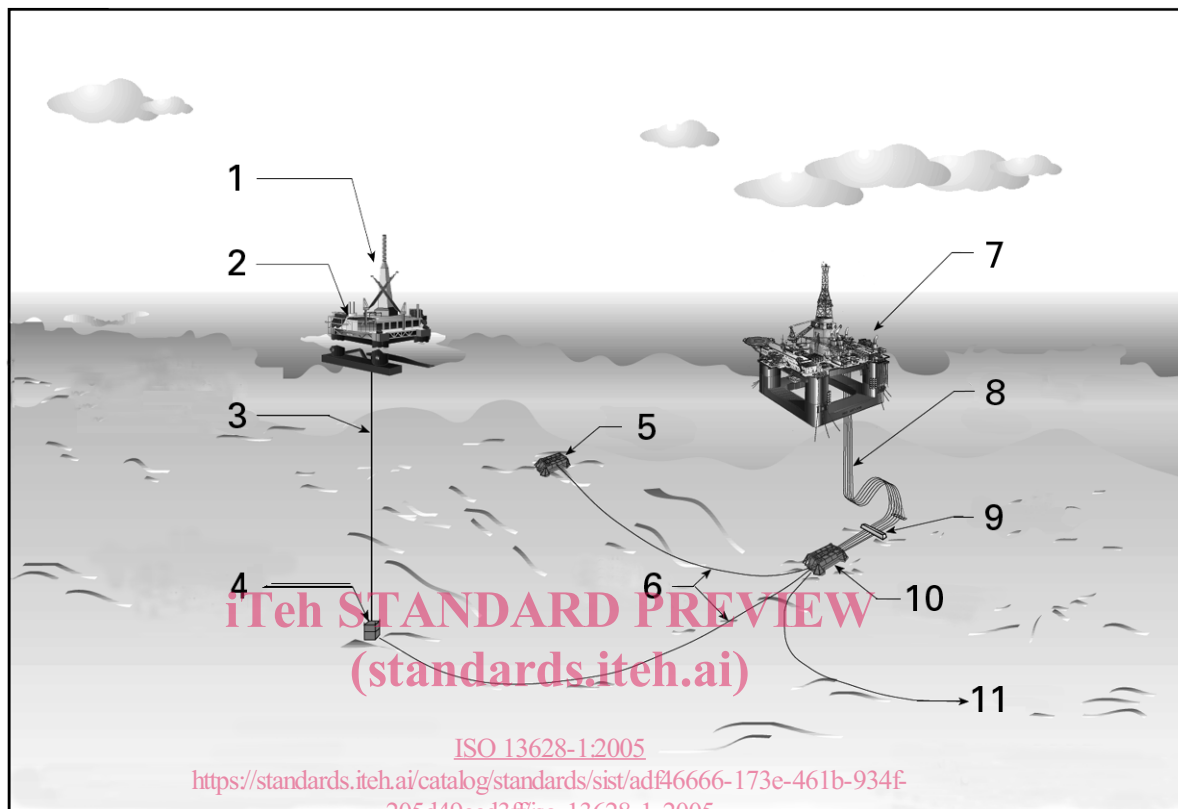 1
2
7
3
8
5
9
4
6
10
iTeh STANDARD PREVIEW
(standards.iteh.ai)
11
ISO 13628-1:2005
https://standards.iteh.ai/catalog/standards/sist/adf46666-173e-461b-934f-